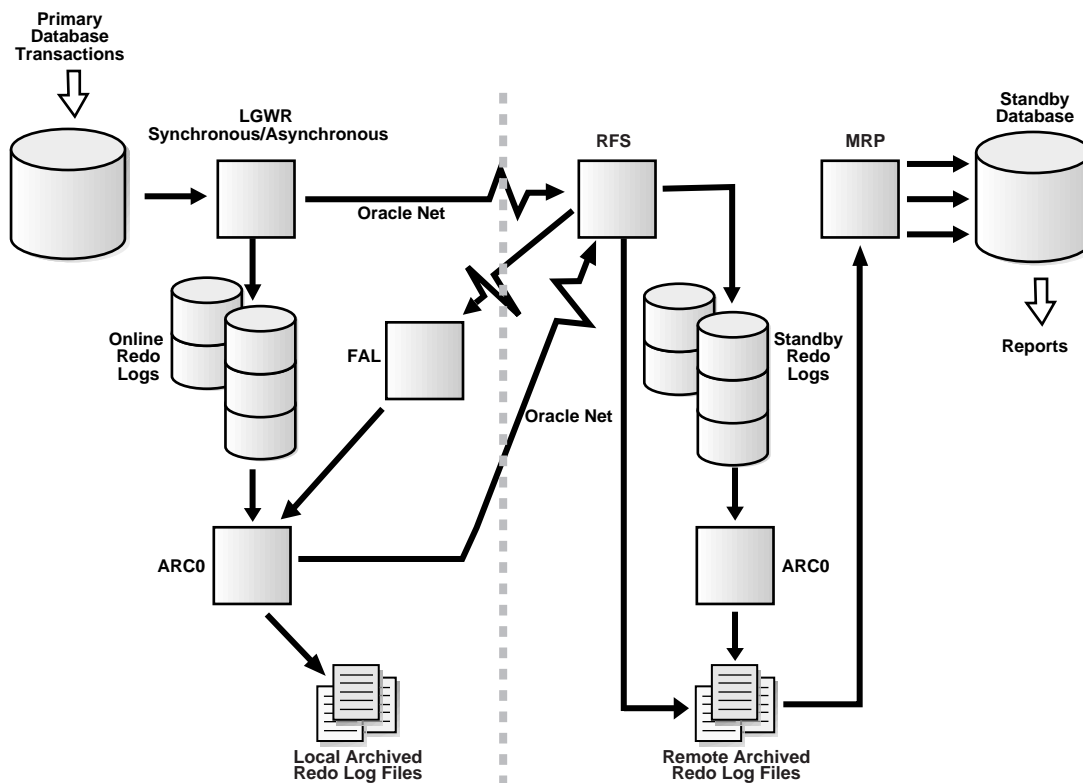 Primary
Database
Transactions
LGWR
Synchronous/Asynchronous
RFS
MRP
Standby
Database
Oracle Net
Online
Redo
Logs
FAL
Standby
Redo
Logs
Reports
Oracle Net
ARC0
ARC0
Local Archived
Redo Log Files
Remote Archived
Redo Log Files